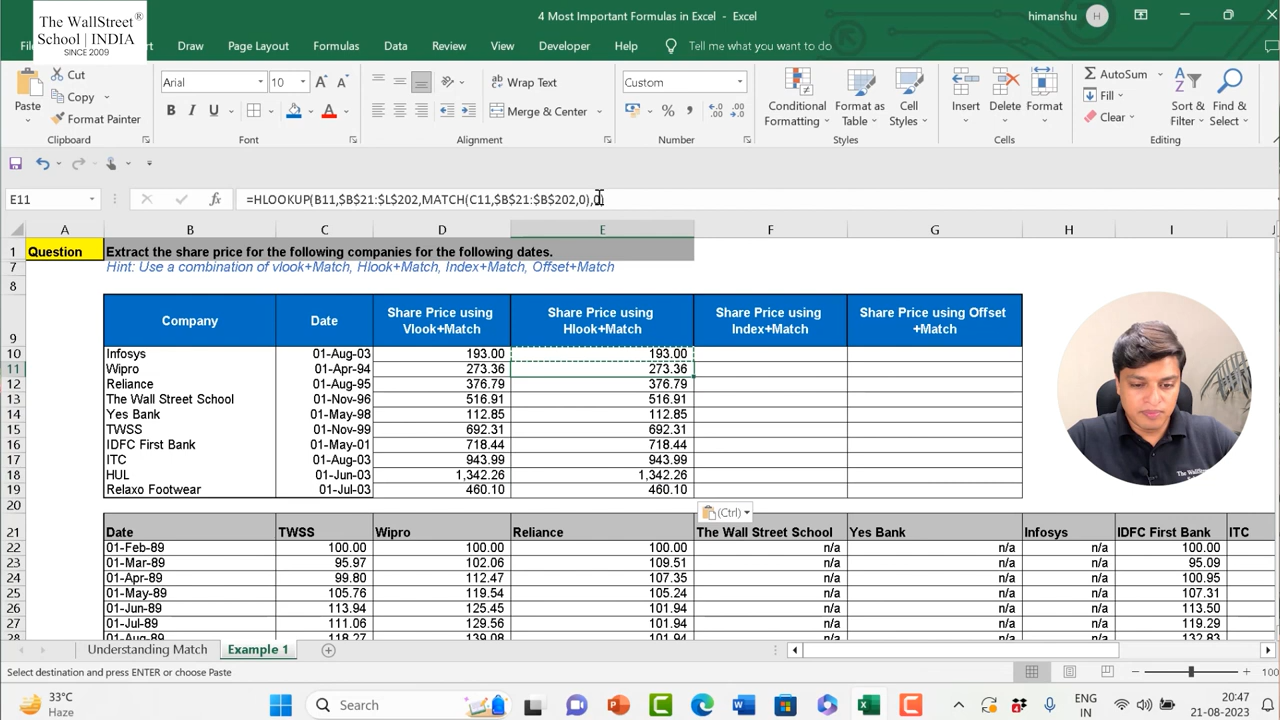 The WallStreet®
School | INDIA
SINCE 2009
4 Most Important Formulas in Excel - Excel
himanshu
H
Draw
Page Layout
Formulas
Data
Review
View
Developer
Help
Tell me what you want to do
Paste
Cut
Copy
Format Painter
Clipboard
Arial
10
B I U
Font
Wrap Text
Merge & Center
Alignment
Custom
Number
Conditional Formatting
Format as Table
Cell Styles
Styles
Insert
Delete
Format
Cells
AutoSum
Fill
Clear
Sort & Filter
Find & Select
Editing
E11
=HLOOKUP(B11,$B$21:$L$202,MATCH(C11,$B$21:$B$202,0),
A B C D E F G H I J
1 Question Extract the share price for the following companies for the following dates.
7 Hint: Use a combination of vlook+Match, Hlook+Match, Index+Match, Offset+Match
8
9 Company Date Share Price using Vlook+Match Share Price using Hlook+Match Share Price using Index+Match Share Price using Offset +Match
10 Infosys 01-Aug-03 193.00 193.00
11 Wipro 01-Apr-94 273.36 273.36
12 Reliance 01-Aug-95 376.79 376.79
13 The Wall Street School 01-Nov-96 516.91 516.91
14 Yes Bank 01-May-98 112.85 112.85
15 TWSS 01-Nov-99 692.31 692.31
16 IDFC First Bank 01-May-01 718.44 718.44
17 ITC 01-Aug-03 943.99 943.99
18 HUL 01-Jun-03 1,342.26 1,342.26
19 Relaxo Footwear 01-Jul-03 460.10 460.10
20 (Ctrl)
21 Date TWSS Wipro Reliance The Wall Street School Yes Bank Infosys IDFC First Bank ITC
22 01-Feb-89 100.00 100.00 100.00 n/a n/a n/a 100.00
23 01-Mar-89 95.97 102.06 109.51 n/a n/a n/a 95.09
24 01-Apr-89 99.80 112.47 107.35 n/a n/a n/a 100.95
25 01-May-89 105.76 119.54 105.24 n/a n/a n/a 107.31
26 01-Jun-89 113.94 125.45 101.94 n/a n/a n/a 113.50
27 01-Jul-89 111.06 129.56 101.94 n/a n/a n/a 119.29
28 01-Aug-89 118.27 139.08 101.94 n/a n/a n/a 132.83
The WallStreet
Understanding Match
Example 1
Select destination and press ENTER or choose Paste
100
33°C
Haze
Search
ENG
IN
20:47
21-08-2023